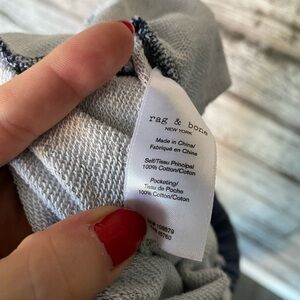 rag & bone
NEW YORK
Made in China/
Fabriqué en Chine
Self/Tissu Principal
100% Cotton/Coton
Pocketing/
Tissu de Poche
100% Cotton/Coton